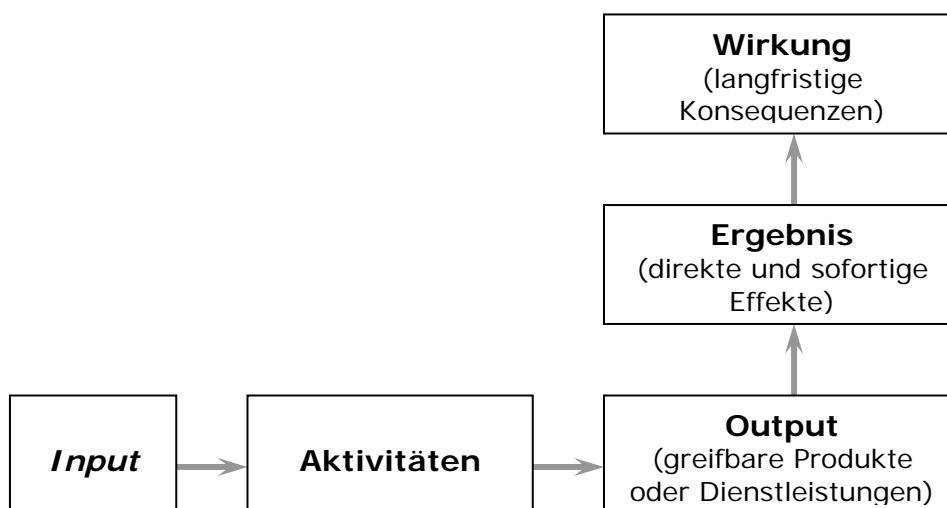 Wirkung
(langfristige
Konsequenzen)
Ergebnis
(direkte und sofortige
Effekte)
Input
Aktivitäten
Output
(greifbare Produkte
oder Dienstleistungen)